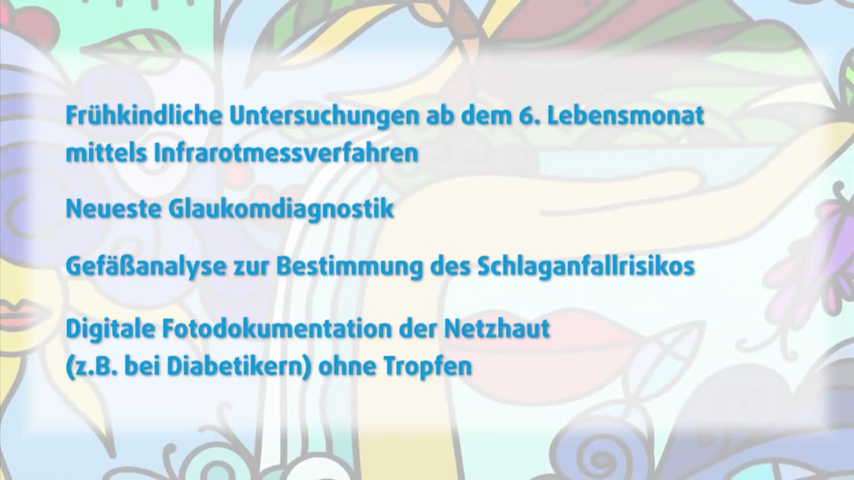 Frühkindliche Untersuchungen ab dem 6. Lebensmonat
mittels Infrarotmessverfahren
Neueste Glaukomdiagnostik
Gefäßanalyse zur Bestimmung des Schlaganfallrisikos
Digitale Fotodokumentation der Netzhaut
(z.B. bei Diabetikern) ohne Tropfen